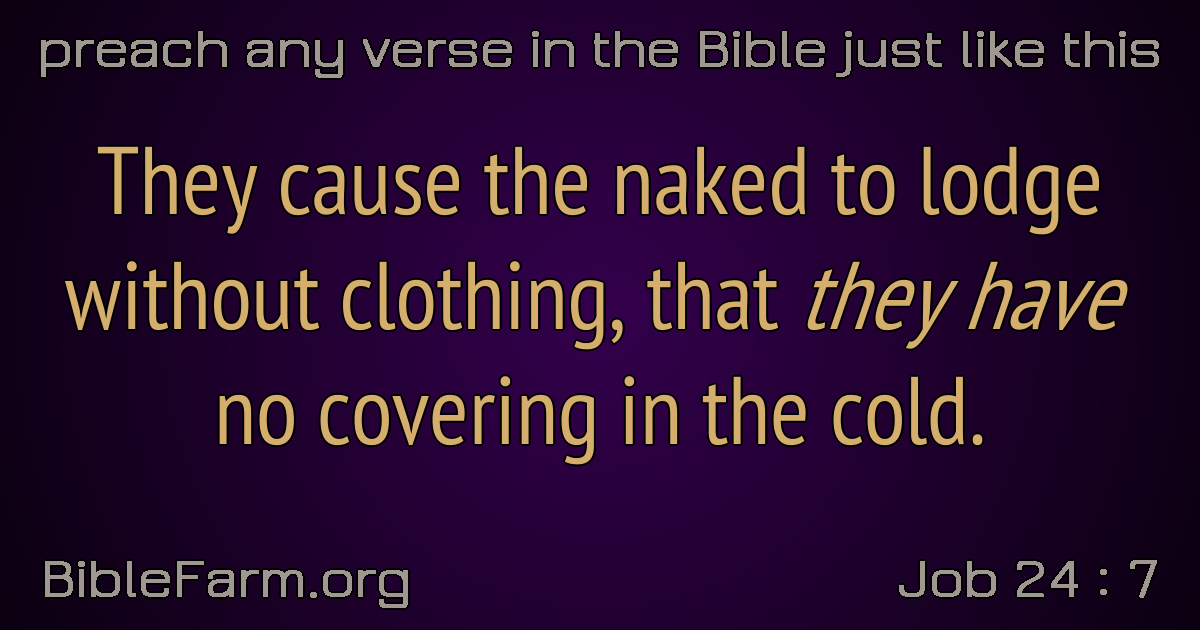 preach any verse in the Bible just like this
They cause the naked to lodge
without clothing, that they have
no covering in the cold.
BibleFarm.org
Job 24 : 7